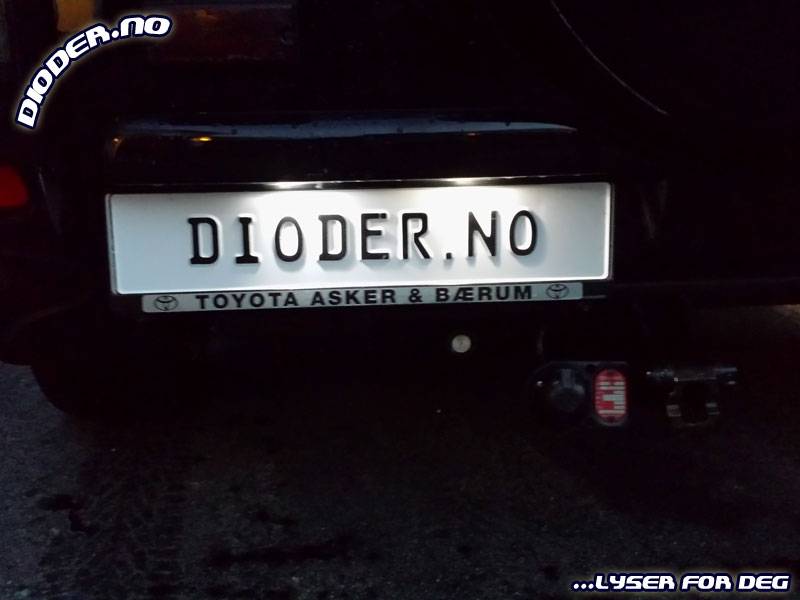 DIODER.NO
DIODER.NO
TOYOTA ASKER & BÆRUM
...LYSER FOR DEG